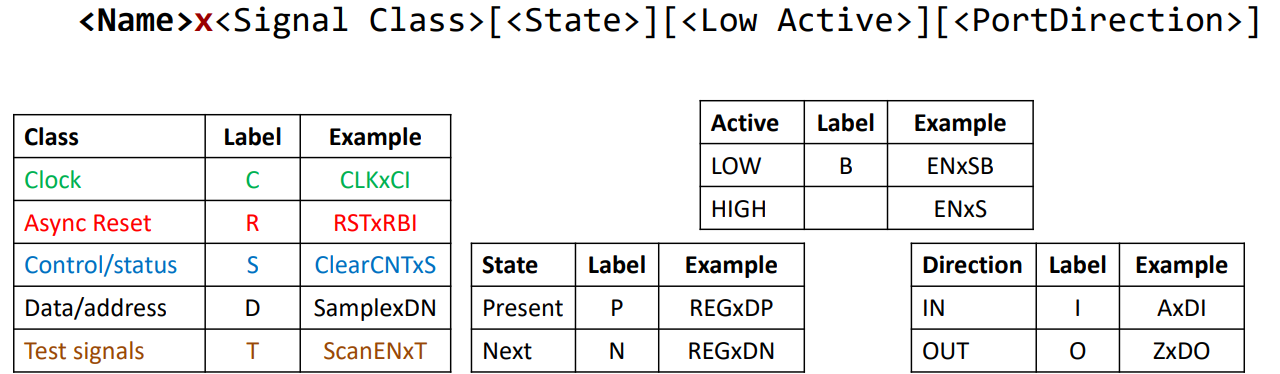 <Name>x<Signal Class>[<State>][<Low Active>][<PortDirection>]
Class Label Example
Clock C CLKxCI
Async Reset R RSTxRBI
Control/status S ClearCNTxS
Data/address D SamplexDN
Test signals T ScanENxT
Active Label Example
LOW B ENxSB
HIGH ENxS
State Label Example
Present P REGxDP
Next N REGxDN
Direction Label Example
IN I AxDI
OUT O ZxDO